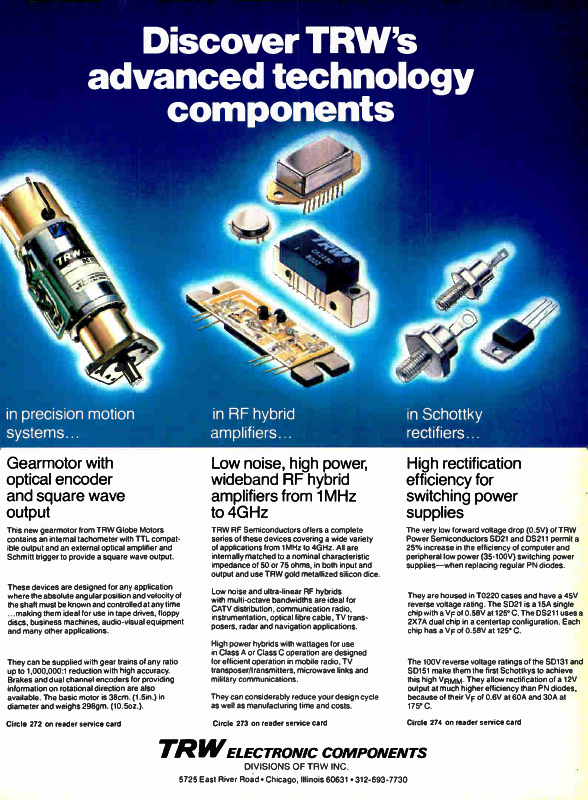 Discover TRW's
advanced technology
components
in precision motion
systems...
in RF hybrid
amplifiers...
in Schottky
rectifiers...
Gearmotor with
optical encoder
and square wave
output
This new gearmotor from TRW Globe Motors
contains an internal tachometer with TTL compat-
ible output and an external optical amplifier and
Schmitt trigger to provide a square wave output.
These devices are designed for any application
where the absolute angular position and velocity of
the shaft must be known and controlled at any time
...making them ideal for use in tape drives, floppy
discs, business machines, audio-visual equipment
and many other applications.
They can be supplied with gear trains of any ratio
up to 1,000,000:1 reduction with high accuracy.
Brakes and dual channel encoders for providing
information on rotational direction are also
available. The basic motor is 38cm. (1.5in.) in
diameter and weighs 298gm. (10.5oz.).
Circle 272 on reader service card
Low noise, high power,
wideband RF hybrid
amplifiers from 1MHz
to 4GHz
TRW RF Semiconductors offers a complete
series of these devices covering a wide variety
of applications from 1MHz to 4GHz. All are
internally matched to a nominal characteristic
impedance of 50 or 75 ohms, in both input and
output and use TRW gold metallized silicon dice.
Low noise and ultra-linear RF hybrids
with multi-octave bandwidths are ideal for
CATV distribution, communication radio,
instrumentation, optical fibre cable, TV trans-
posers, radar and navigation applications.
High power hybrids with wattages for use
in Class A or Class C operation are designed
for efficient operation in mobile radio, TV
transposer/transmitters, microwave links and
military communications.
They can considerably reduce your design cycle
as well as manufacturing time and costs.
Circle 273 on reader service card
High rectification
efficiency for
switching power
supplies
The very low forward voltage drop (0.5V) of TRW
Power Semiconductors SD21 and DS211 permit a
25% increase in the efficiency of computer and
peripheral low power (35-100V) switching power
supplies—when replacing regular PN diodes.
They are housed in T0220 cases and have a 45V
reverse voltage rating. The SD21 is a 15A single
chip with a VF of 0.58V at 125° C. The DS211 uses a
2X7A dual chip in a centertap configuration. Each
chip has a VF of 0.58V at 125° C.
The 100V reverse voltage ratings of the SD131 and
SD151 make them the first Schottkys to achieve
this high VRMM. They allow rectification of a 12V
output at much higher efficiency than PN diodes,
because of their VF of 0.6V at 60A and 30A at
175° C.
Circle 274 on reader service card
TRW ELECTRONIC COMPONENTS
DIVISIONS OF TRW INC.
5725 East River Road • Chicago, Illinois 60631 • 312-693-7730